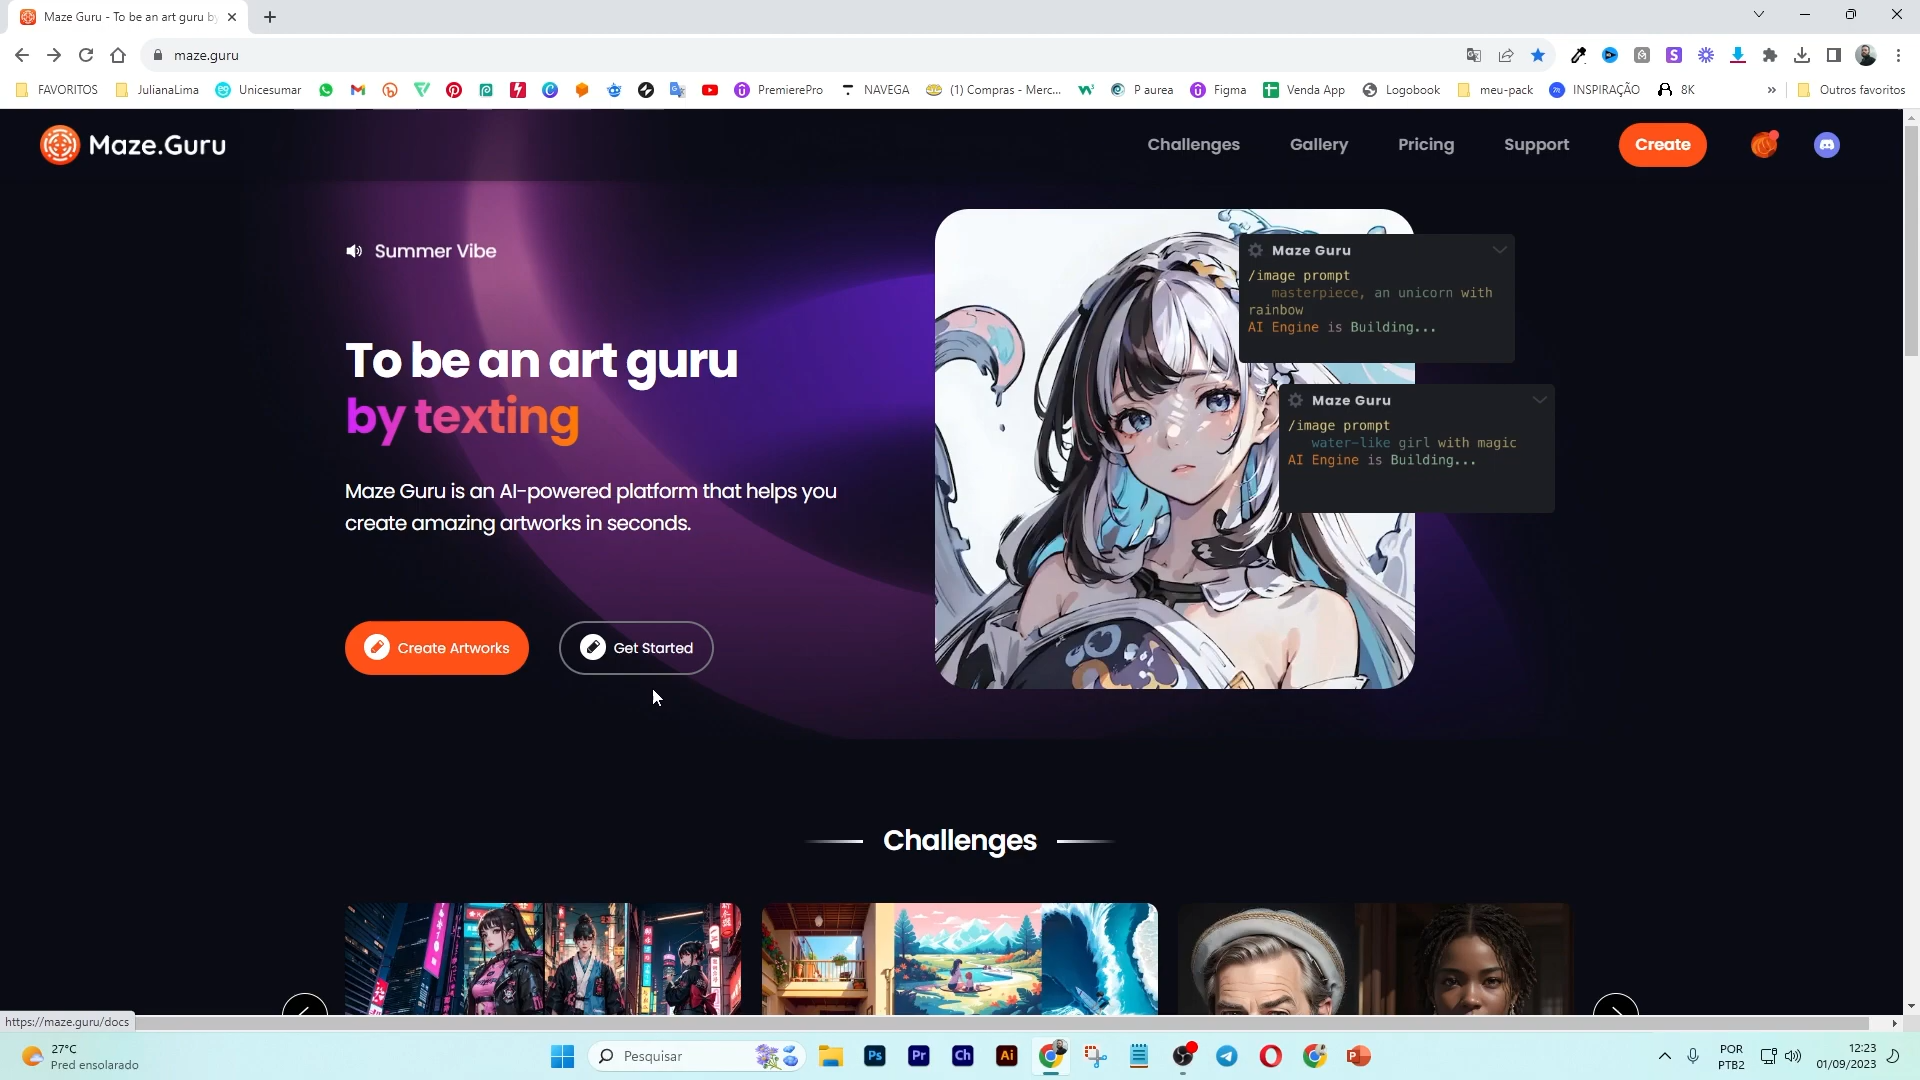 Maze Guru - To be an art guru by
maze.guru
FAVORITOS
JulianaLima
Unicesumar
PremierePro
NAVEGA
(1) Compras - Merc...
P aurea
Figma
Venda App
Logobook
meu-pack
INSPIRAÇÃO
8K
»
Outros favoritos
Maze.Guru
Challenges
Gallery
Pricing
Support
Create
Summer Vibe
To be an art guru
by texting
Maze Guru is an AI-powered platform that helps you
create amazing artworks in seconds.
Create Artworks
Get Started
Maze Guru
/image prompt
masterpiece, an unicorn with
rainbow
AI Engine is Building...
Maze Guru
/image prompt
water-like girl with magic
AI Engine is Building...
Challenges
https://maze.guru/docs
27°C
Pred ensolarado
Pesquisar
Ps
Pr
Ch
Ai
POR
PTB2
12:23
01/09/2023